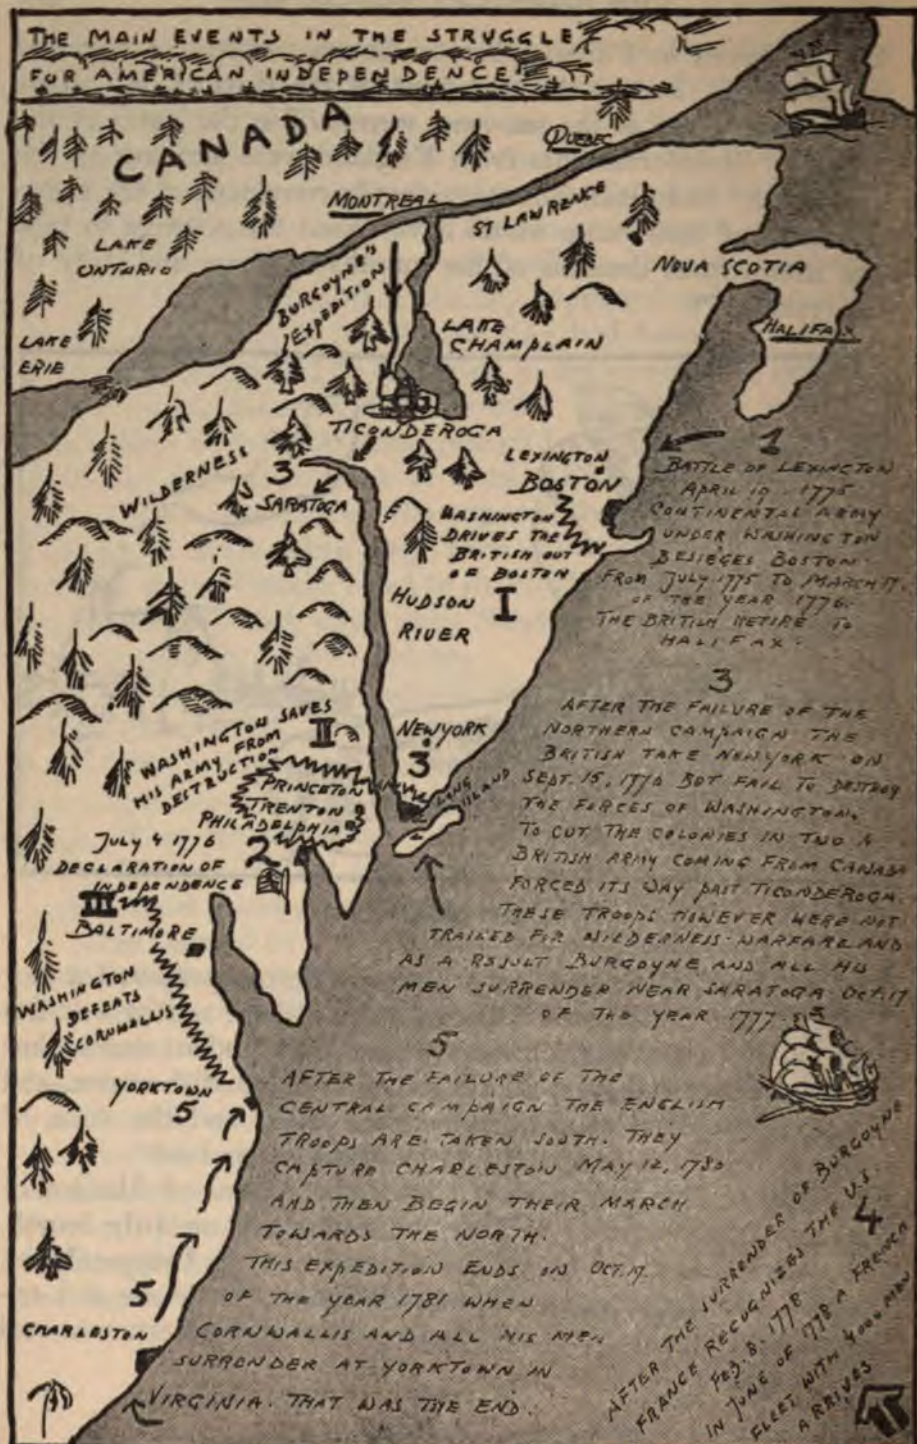 THE MAIN EVENTS IN THE STRUGGLE
FOR AMERICAN INDEPENDENCE
CANADA
QUEBEC
MONTREAL
ST LAWRENCE
LAKE
ONTARIO
BURGOYNE'S
EXPEDITION
NOVA SCOTIA
HALIFAX
LAKE
ERIE
LAKE
CHAMPLAIN
TICONDEROGA
WILDERNESS
3
SARATOGA
LEXINGTON
BOSTON
WASHINGTON
DRIVES THE
BRITISH OUT
OF BOSTON
I
HUDSON
RIVER
1
BATTLE OF LEXINGTON
APRIL 19. 1775
CONTINENTAL ARMY
UNDER WASHINGTON
BESIEGES BOSTON
FROM JULY 1775 TO MARCH 17.
OF THE YEAR 1776.
THE BRITISH RETIRE TO
HALIFAX.
WASHINGTON SAVES
HIS ARMY FROM
DESTRUCTION
II
NEWYORK
3
LONG
ISLAND
PRINCETON
TRENTON
PHILADELPHIA
2
JULY 4 1776
DECLARATION OF
INDEPENDENCE
3
AFTER THE FAILURE OF THE
NORTHERN CAMPAIGN THE
BRITISH TAKE NEWYORK ON
SEPT. 15, 1776 BUT FAIL TO DESTROY
THE FORCES OF WASHINGTON.
TO CUT THE COLONIES IN TWO A
BRITISH ARMY COMING FROM CANADA
FORCED ITS WAY PAST TICONDEROGA.
THESE TROOPS HOWEVER WERE NOT
TRAINED FOR WILDERNESS-WARFARE AND
AS A RESULT BURGOYNE AND ALL HIS
MEN SURRENDER NEAR SARATOGA OCT. 17
OF THE YEAR 1777.
III
BALTIMORE
WASHINGTON
DEFEATS
CORNWALLIS
YORKTOWN
5
5
CHARLESTON
5
AFTER THE FAILURE OF THE
CENTRAL CAMPAIGN THE ENGLISH
TROOPS ARE TAKEN SOUTH. THEY
CAPTURE CHARLESTON MAY 12, 1780
AND THEN BEGIN THEIR MARCH
TOWARDS THE NORTH.
THIS EXPEDITION ENDS ON OCT. 19.
OF THE YEAR 1781 WHEN
CORNWALLIS AND ALL HIS MEN
SURRENDER AT YORKTOWN IN
VIRGINIA. THAT WAS THE END.
4
AFTER THE SURRENDER OF BURGOYNE
FRANCE RECOGNIZES THE U.S.
FEB. 8. 1778
IN JUNE OF 1778 A FRENCH
FLEET WITH 4000 MEN
ARRIVES